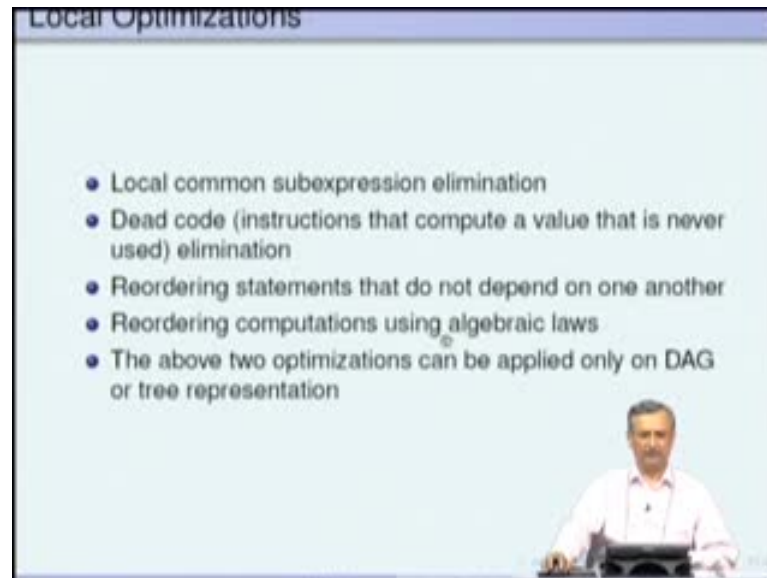 Local Optimizations
Local common subexpression elimination
Dead code (instructions that compute a value that is never
used) elimination
Reordering statements that do not depend on one another
Reordering computations using algebraic laws
The above two optimizations can be applied only on DAG
or tree representation